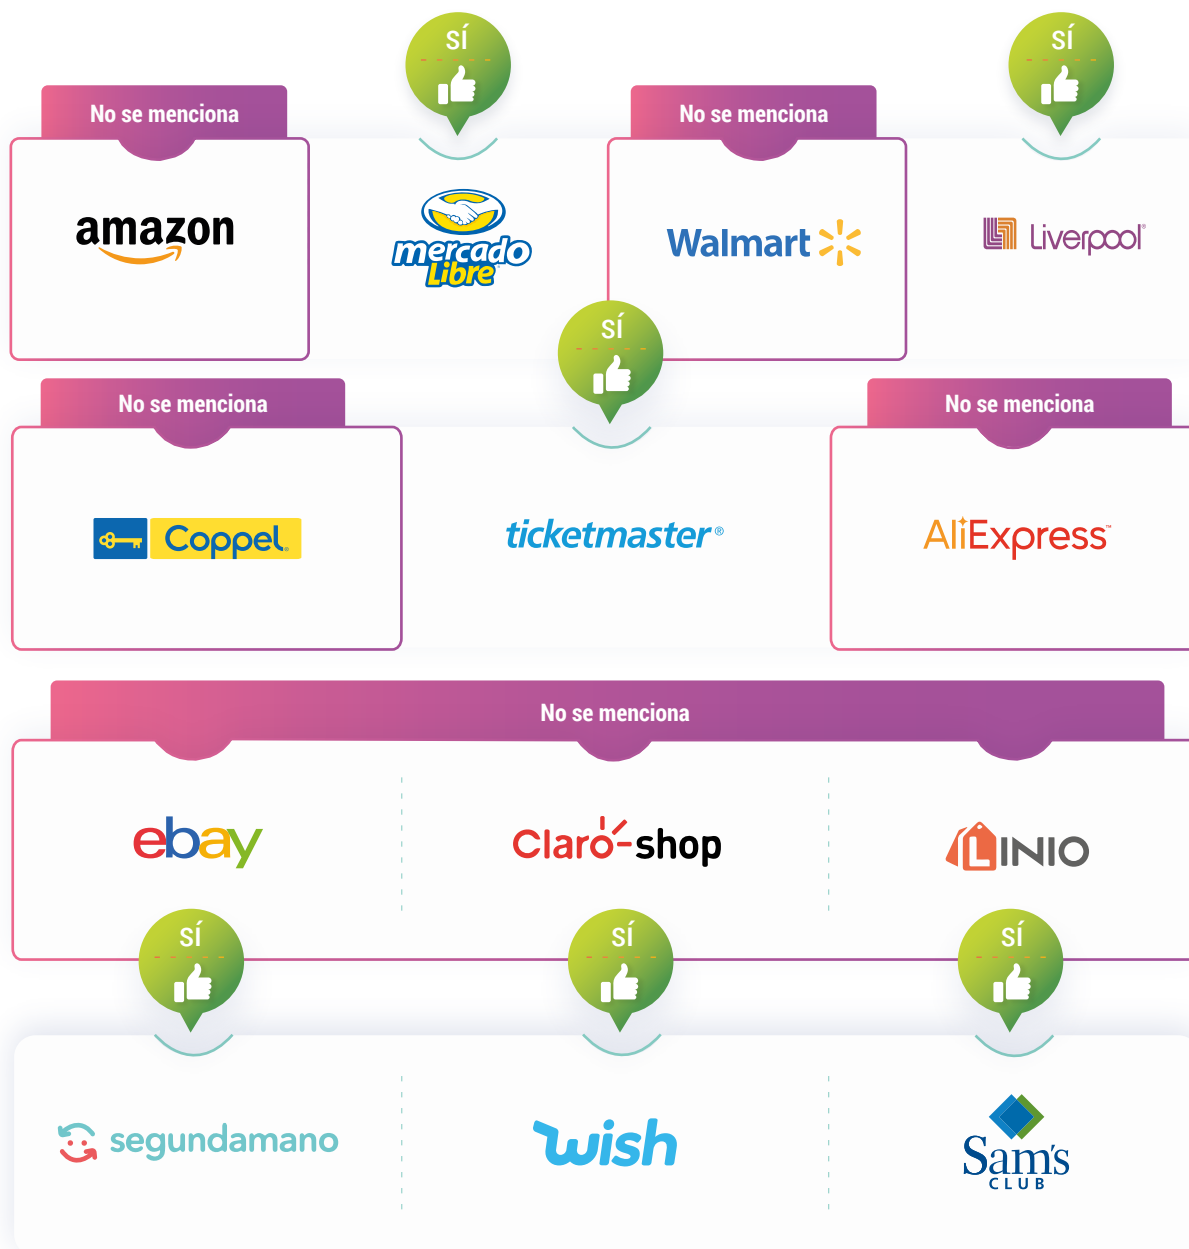 SÍ
SÍ
No se menciona
No se menciona
amazon
mercado
Libre
Walmart
Liverpool®
SÍ
No se menciona
No se menciona
Coppel®
ticketmaster®
AliExpress™
No se menciona
ebay
Claro-shop
LINIO
SÍ
SÍ
SÍ
segundamano
wish
Sam's
CLUB